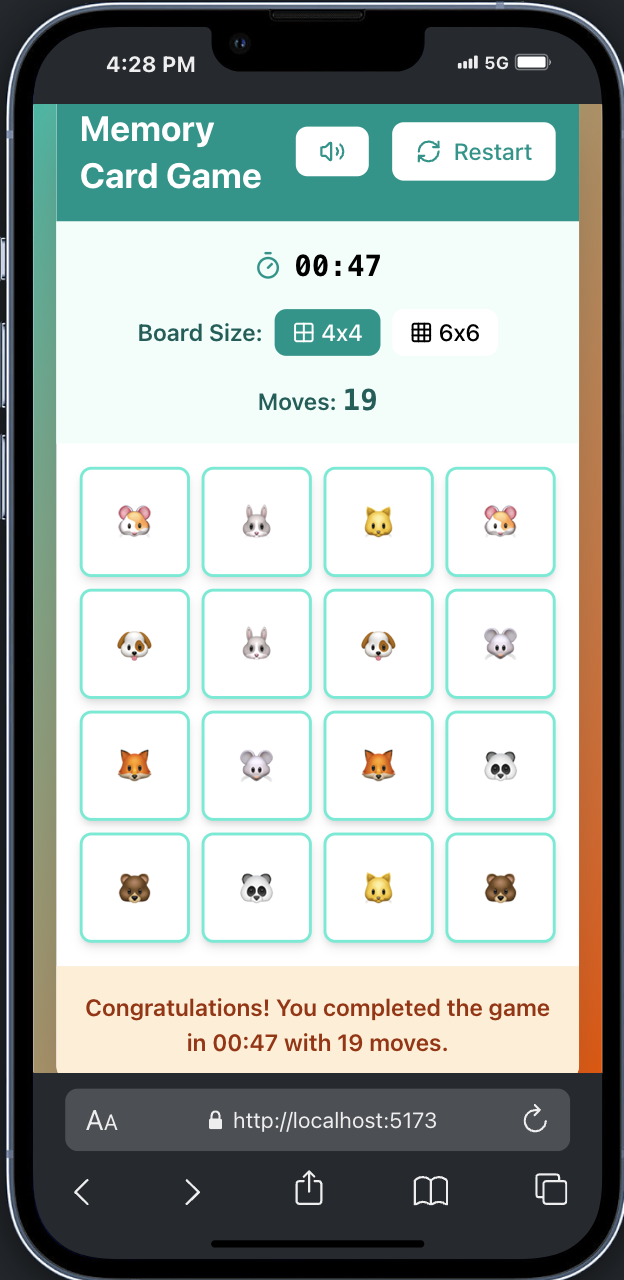 4:28 PM
5G
Memory
Card Game
Restart
00:47
Board Size: 4x4 6x6
Moves: 19
Congratulations! You completed the game
in 00:47 with 19 moves.
AA http://localhost:5173